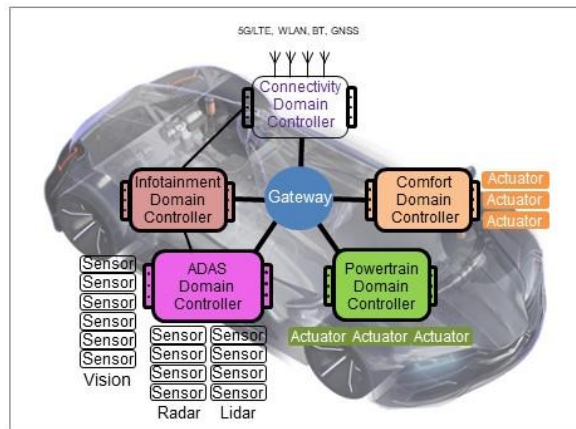 5G/LTE, WLAN, BT, GNSS
Connectivity
Domain
Controller
Infotainment
Domain
Controller
Gateway
Comfort
Domain
Controller
Actuator
Actuator
Actuator
ADAS
Domain
Controller
Powertrain
Domain
Controller
Sensor
Sensor
Sensor
Sensor
Sensor
Sensor
Vision
Sensor Sensor
Sensor Sensor
Sensor Sensor
Sensor Sensor
Radar Lidar
Actuator Actuator Actuator